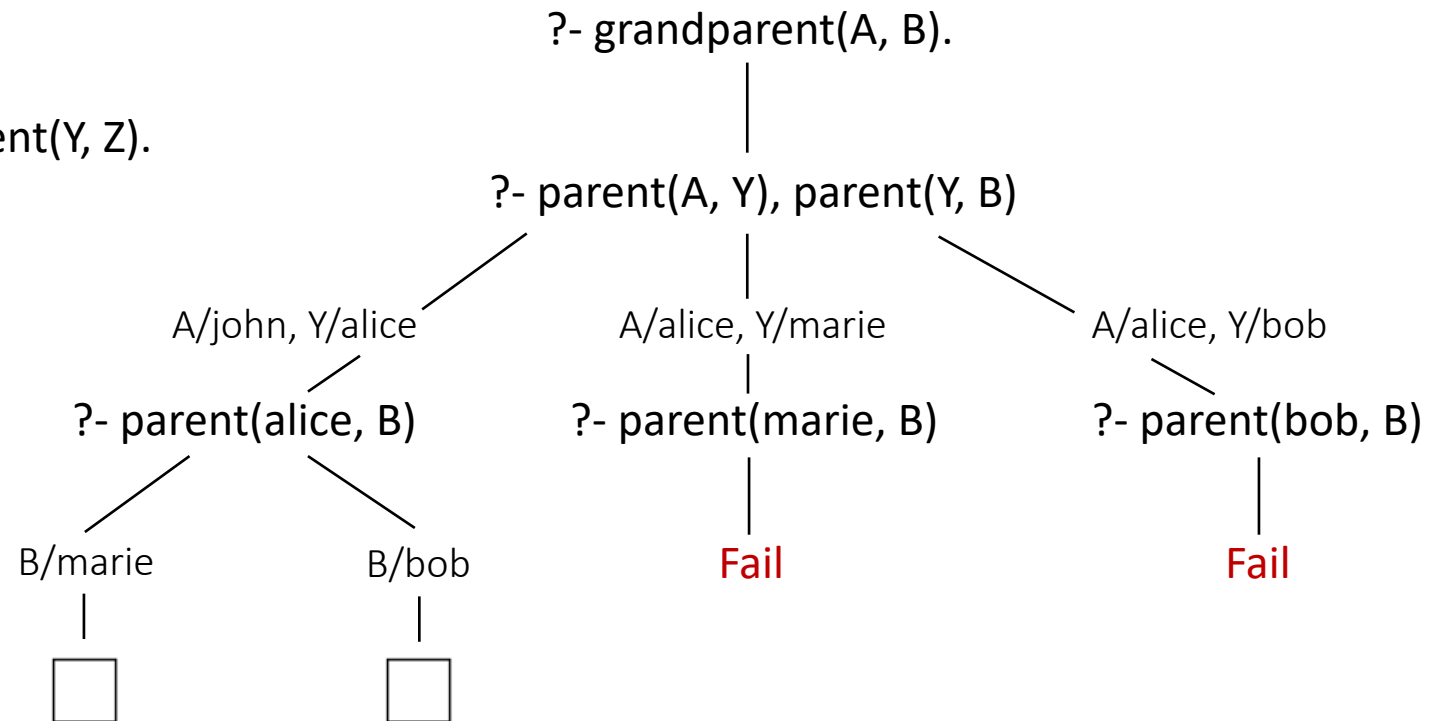 ?- grandparent(A, B).
ent(Y, Z).
?- parent(A, Y), parent(Y, B)
A/john, Y/alice
A/alice, Y/marie
A/alice, Y/bob
?- parent(alice, B)
?- parent(marie, B)
?- parent(bob, B)
B/marie
B/bob
Fail
Fail